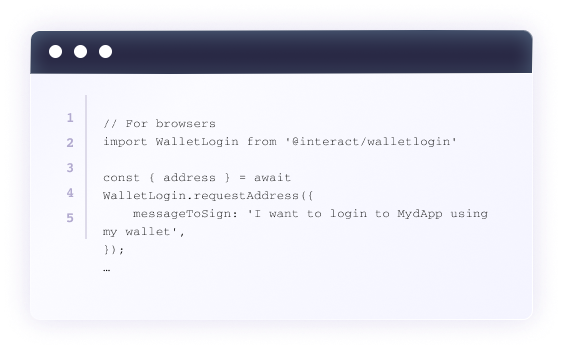 1
2
3
4
5
// For browsers
import WalletLogin from '@interact/walletlogin'
const { address } = await
WalletLogin.requestAddress({
messageToSign: 'I want to login to MydApp using
my wallet',
});
…